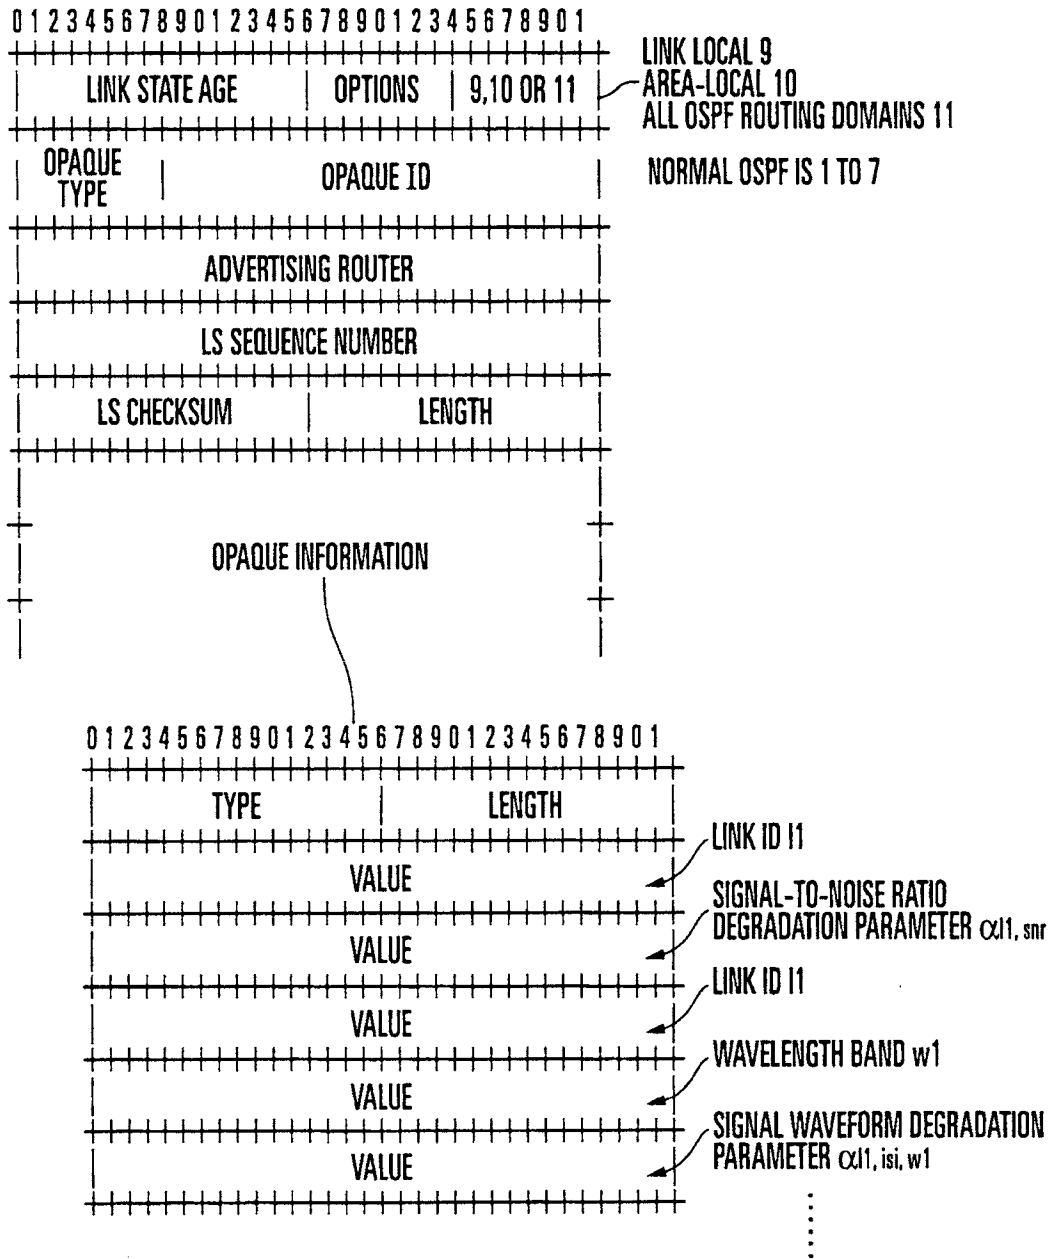 0 1 2 3 4 5 6 7 8 9 0 1 2 3 4 5 6 7 8 9 0 1 2 3 4 5 6 7 8 9 0 1
LINK STATE AGE OPTIONS 9,10 OR 11
LINK LOCAL 9
AREA-LOCAL 10
ALL OSPF ROUTING DOMAINS 11
OPAQUE TYPE OPAQUE ID
NORMAL OSPF IS 1 TO 7
ADVERTISING ROUTER
LS SEQUENCE NUMBER
LS CHECKSUM LENGTH
OPAQUE INFORMATION
0 1 2 3 4 5 6 7 8 9 0 1 2 3 4 5 6 7 8 9 0 1 2 3 4 5 6 7 8 9 0 1
TYPE LENGTH
VALUE
LINK ID l1
VALUE
SIGNAL-TO-NOISE RATIO
DEGRADATION PARAMETER αl1, snr
VALUE
LINK ID l1
VALUE
WAVELENGTH BAND w1
VALUE
SIGNAL WAVEFORM DEGRADATION
PARAMETER αl1, isi, w1